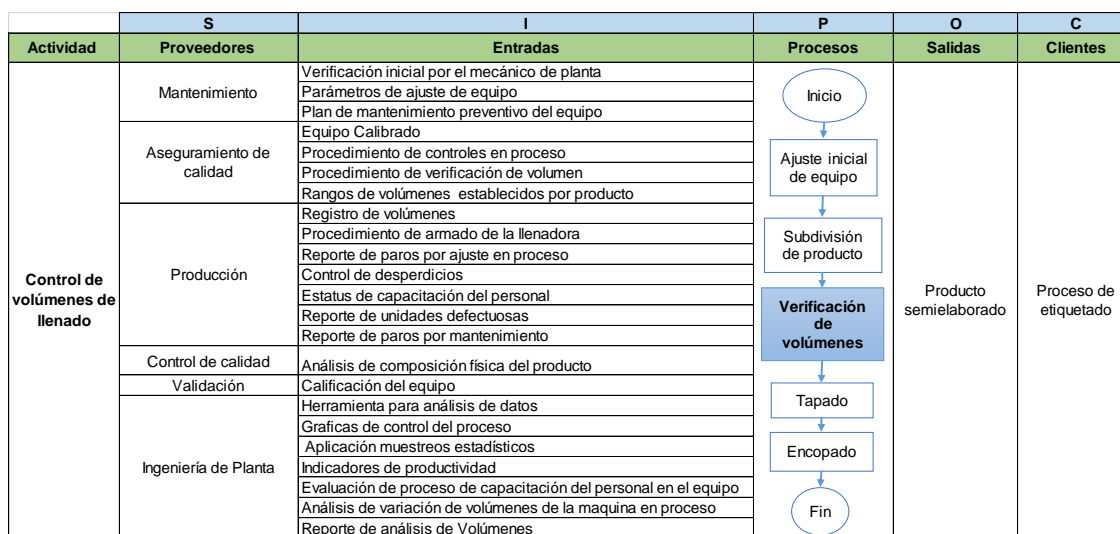 S I P O C
Actividad Proveedores Entradas Procesos Salidas Clientes
Control de
volúmenes de
llenado
Mantenimiento
Verificación inicial por el mecánico de planta
Parámetros de ajuste de equipo
Plan de mantenimiento preventivo del equipo
Aseguramiento de
calidad
Equipo Calibrado
Procedimiento de controles en proceso
Procedimiento de verificación de volumen
Rangos de volúmenes establecidos por producto
Producción
Registro de volúmenes
Procedimiento de armado de la llenadora
Reporte de paros por ajuste en proceso
Control de desperdicios
Estatus de capacitación del personal
Reporte de unidades defectuosas
Reporte de paros por mantenimiento
Control de calidad
Análisis de composición física del producto
Validación
Calificación del equipo
Ingeniería de Planta
Herramienta para análisis de datos
Graficas de control del proceso
Aplicación muestreos estadísticos
Indicadores de productividad
Evaluación de proceso de capacitación del personal en el equipo
Análisis de variación de volúmenes de la maquina en proceso
Reporte de análisis de Volúmenes
Inicio
Ajuste inicial
de equipo
Subdivisión
de producto
Verificación
de
volúmenes
Tapado
Encopado
Fin
Producto
semielaborado
Proceso de
etiquetado